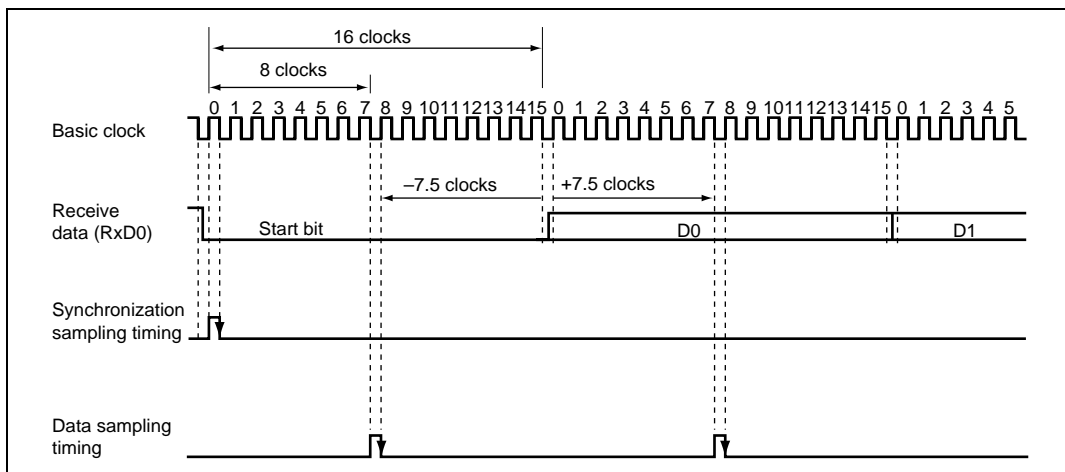 16 clocks
8 clocks
0 1 2 3 4 5 6 7 8 9 10 11 12 13 14 15 0 1 2 3 4 5 6 7 8 9 10 11 12 13 14 15 0 1 2 3 4 5
Basic clock
–7.5 clocks +7.5 clocks
Receive
data (RxD0)
Start bit D0 D1
Synchronization
sampling timing
Data sampling
timing